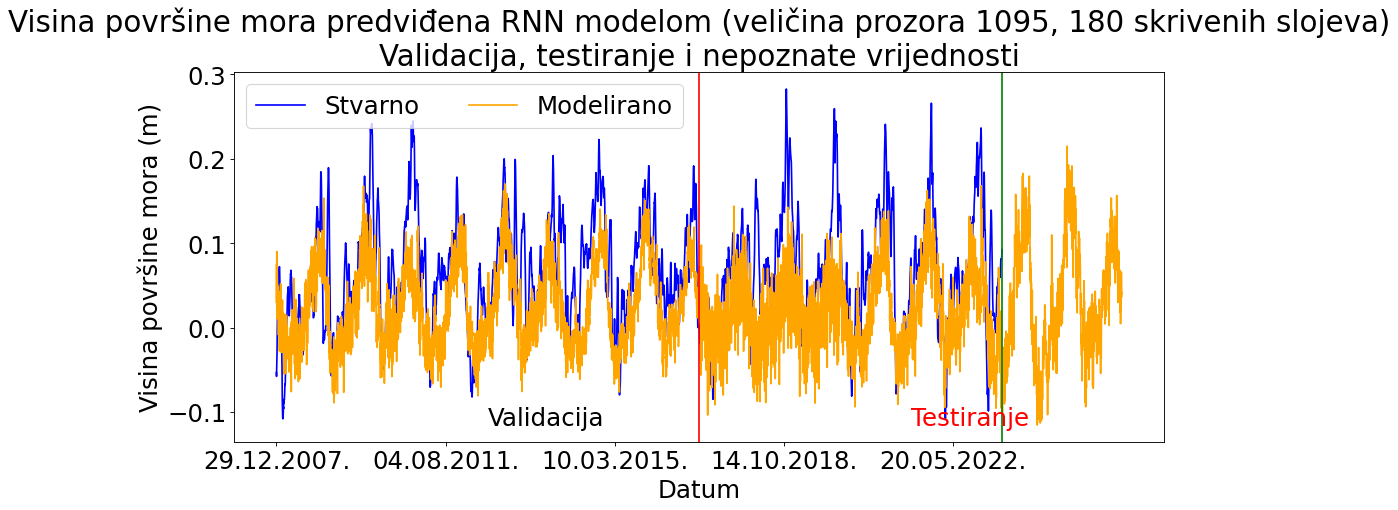 Visina površine mora predviđena RNN modelom (veličina prozora 1095, 180 skrivenih slojeva)
Validacija, testiranje i nepoznate vrijednosti
Stvarno Modelirano
Visina površine mora (m)
0.3
0.2
0.1
0.0
−0.1
Validacija Testiranje
29.12.2007. 04.08.2011. 10.03.2015. 14.10.2018. 20.05.2022.
Datum